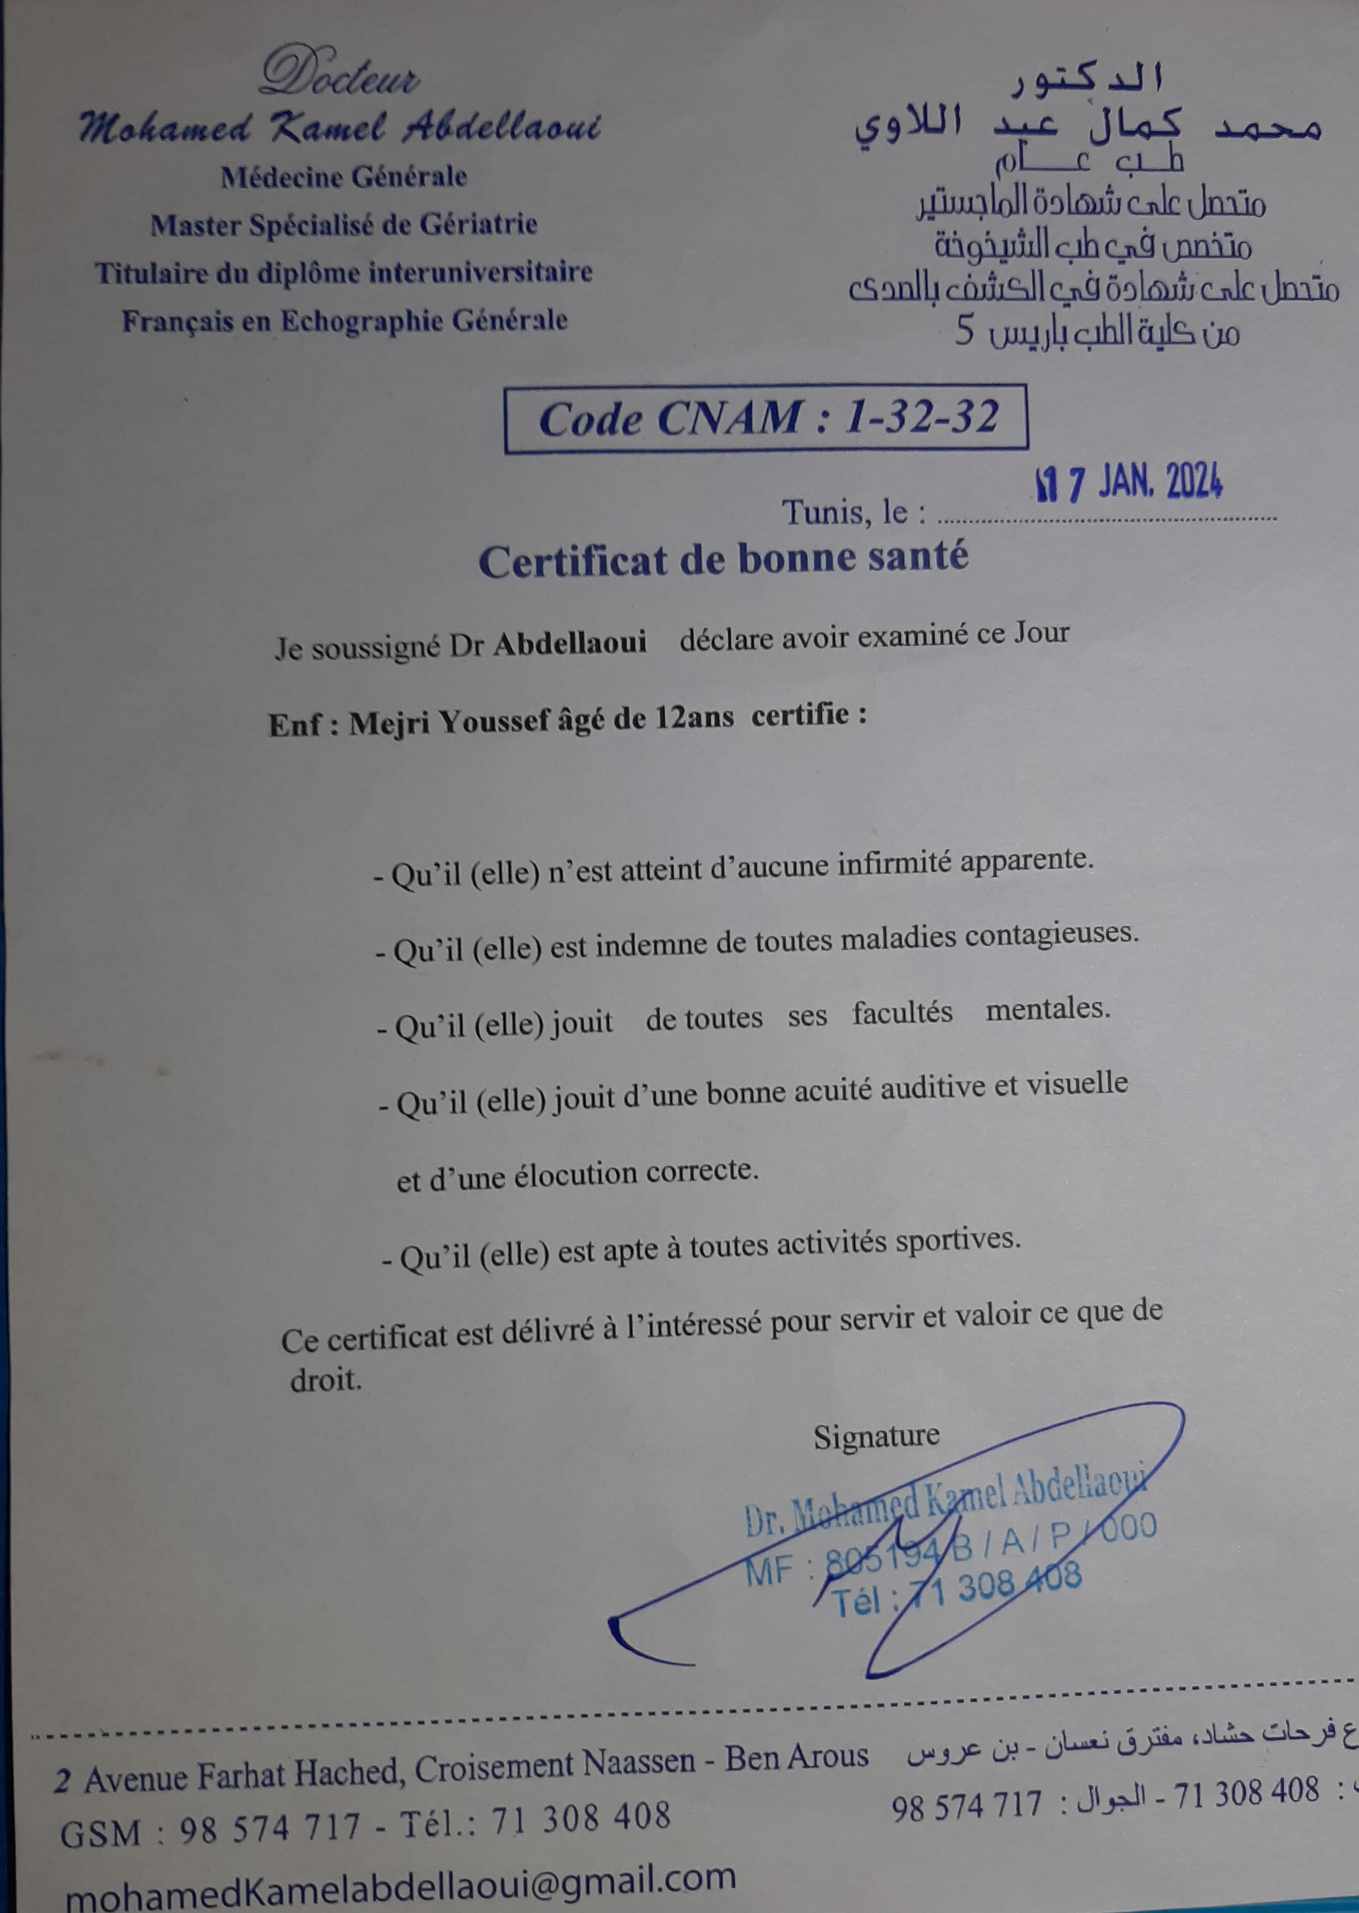 Docteur
Mohamed Kamel Abdellaoui
Médecine Générale
Master Spécialisé de Gériatrie
Titulaire du diplôme interuniversitaire
Français en Echographie Générale
الدكتور
محمد كمال عبد اللاوي
طب عام
متحصل على شهادة الماجستير
متخصص في طب الشيخوخة
متحصل على شهادة في الكشف بالصدى
من كلية الطب باريس 5
Code CNAM : 1-32-32
17 JAN. 2024
Tunis, le :
Certificat de bonne santé
Je soussigné Dr Abdellaoui déclare avoir examiné ce Jour
Enf : Mejri Youssef âgé de 12ans certifie :
- Qu’il (elle) n’est atteint d’aucune infirmité apparente.
- Qu’il (elle) est indemne de toutes maladies contagieuses.
- Qu’il (elle) jouit de toutes ses facultés mentales.
- Qu’il (elle) jouit d’une bonne acuité auditive et visuelle
et d’une élocution correcte.
- Qu’il (elle) est apte à toutes activités sportives.
Ce certificat est délivré à l’intéressé pour servir et valoir ce que de
droit.
Signature
Dr. Mohamed Kamel Abdellaoui
MF : 805194/B / A / P / 000
Tél : 71 308 408
2 Avenue Farhat Hached, Croisement Naassen - Ben Arous
GSM : 98 574 717 - Tél.: 71 308 408
mohamedKamelabdellaoui@gmail.com
فرحات حشاد، مفترق نعسان - بن عروس
: 71 308 408 - الجوال : 98 574 717